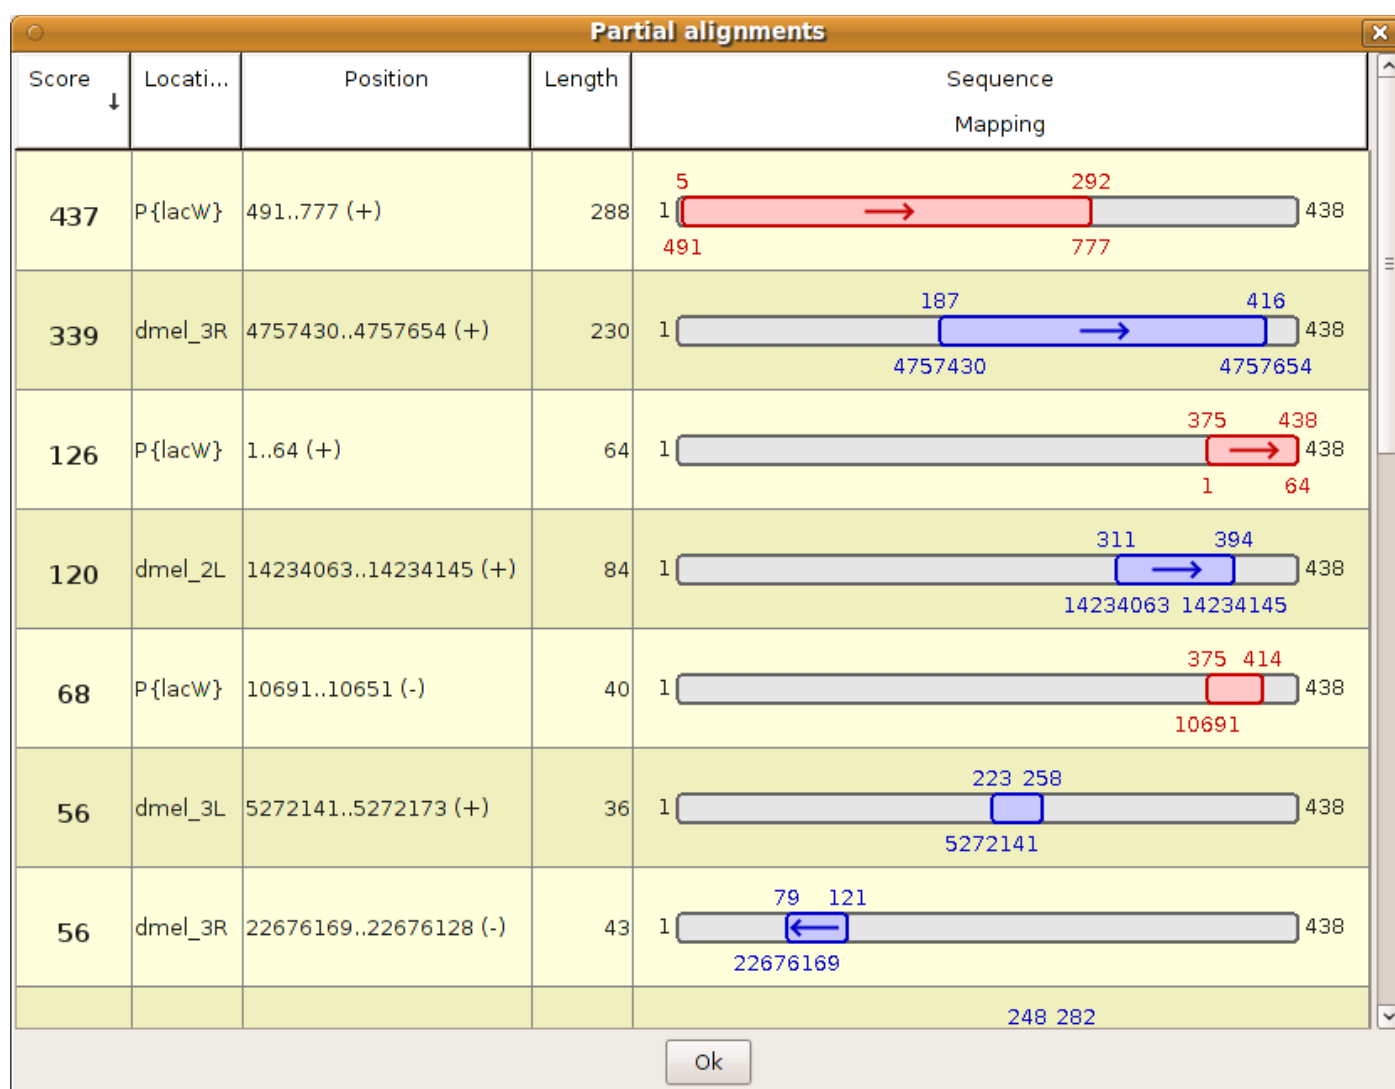 Partial alignments
Score Locati... Position Length Sequence
Mapping
5 292
437 P{lacW} 491..777 (+) 288 1 438
491 777
187 416
339 dmel_3R 4757430..4757654 (+) 230 1 438
4757430 4757654
375 438
126 P{lacW} 1..64 (+) 64 1 438
1 64
311 394
120 dmel_2L 14234063..14234145 (+) 84 1 438
14234063 14234145
375 414
68 P{lacW} 10691..10651 (-) 40 1 438
10691
223 258
56 dmel_3L 5272141..5272173 (+) 36 1 438
5272141
79 121
56 dmel_3R 22676169..22676128 (-) 43 1 438
22676169
248 282
Ok